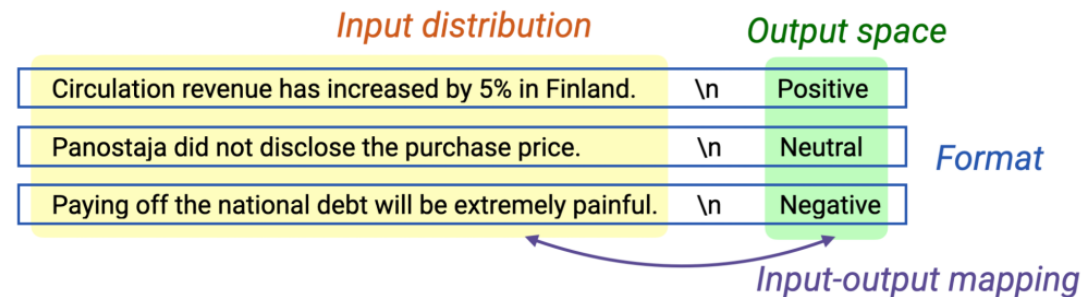 Input distribution Output space
Circulation revenue has increased by 5% in Finland. \n Positive
Panostaja did not disclose the purchase price. \n Neutral
Format
Paying off the national debt will be extremely painful. \n Negative
Input-output mapping